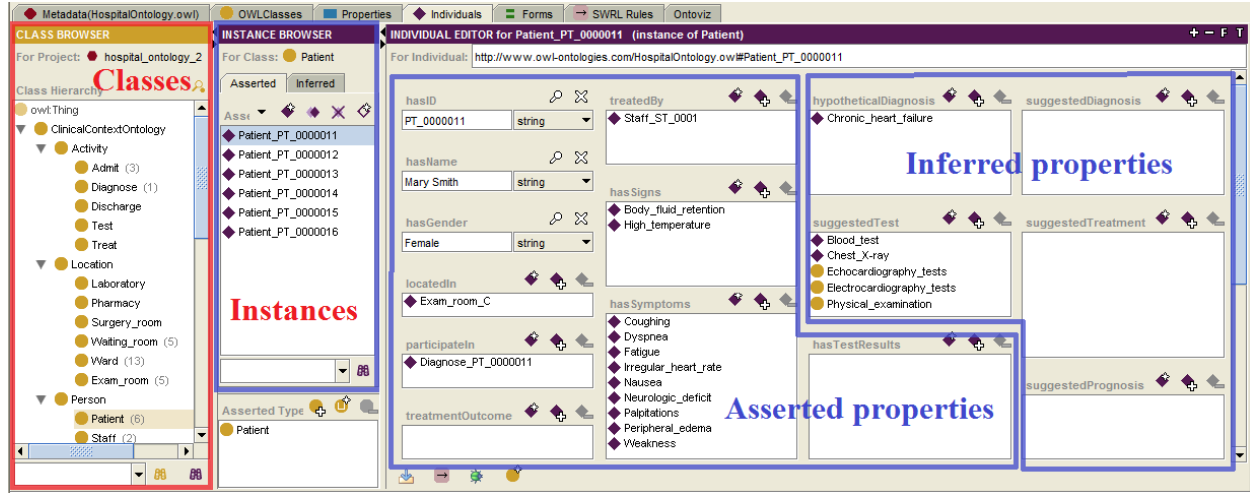 Metadata(HospitalOntology.owl)
OWLClasses
Properties
Individuals
Forms
SWRL Rules
Ontoviz
CLASS BROWSER
For Project: hospital_ontology_2
Classes
Class Hierarchy
owl:Thing
ClinicalContextOntology
Activity
Admit (3)
Diagnose (1)
Discharge
Test
Treat
Location
Laboratory
Pharmacy
Surgery_room
Waiting_room (5)
Ward (13)
Exam_room (5)
Person
Patient (6)
Staff (2)
INSTANCE BROWSER
For Class: Patient
Asserted
Inferred
Patient_PT_0000011
Patient_PT_0000012
Patient_PT_0000013
Patient_PT_0000014
Patient_PT_0000015
Patient_PT_0000016
Instances
Asserted Type
Patient
INDIVIDUAL EDITOR for Patient_PT_0000011 (instance of Patient)
+ − F T
For Individual: http://www.owl-ontologies.com/HospitalOntology.owl#Patient_PT_0000011
hasID
PT_0000011
string
hasName
Mary Smith
string
hasGender
Female
string
locatedIn
Exam_room_C
participateIn
Diagnose_PT_0000011
treatmentOutcome
treatedBy
Staff_ST_0001
hasSigns
Body_fluid_retention
High_temperature
hasSymptoms
Coughing
Dyspnea
Fatigue
Irregular_heart_rate
Nausea
Neurologic_deficit
Palpitations
Peripheral_edema
Weakness
hypotheticalDiagnosis
Chronic_heart_failure
suggestedDiagnosis
Inferred properties
suggestedTest
Blood_test
Chest_X-ray
Echocardiography_tests
Electrocardiography_tests
Physical_examination
suggestedTreatment
hasTestResults
Asserted properties
suggestedPrognosis